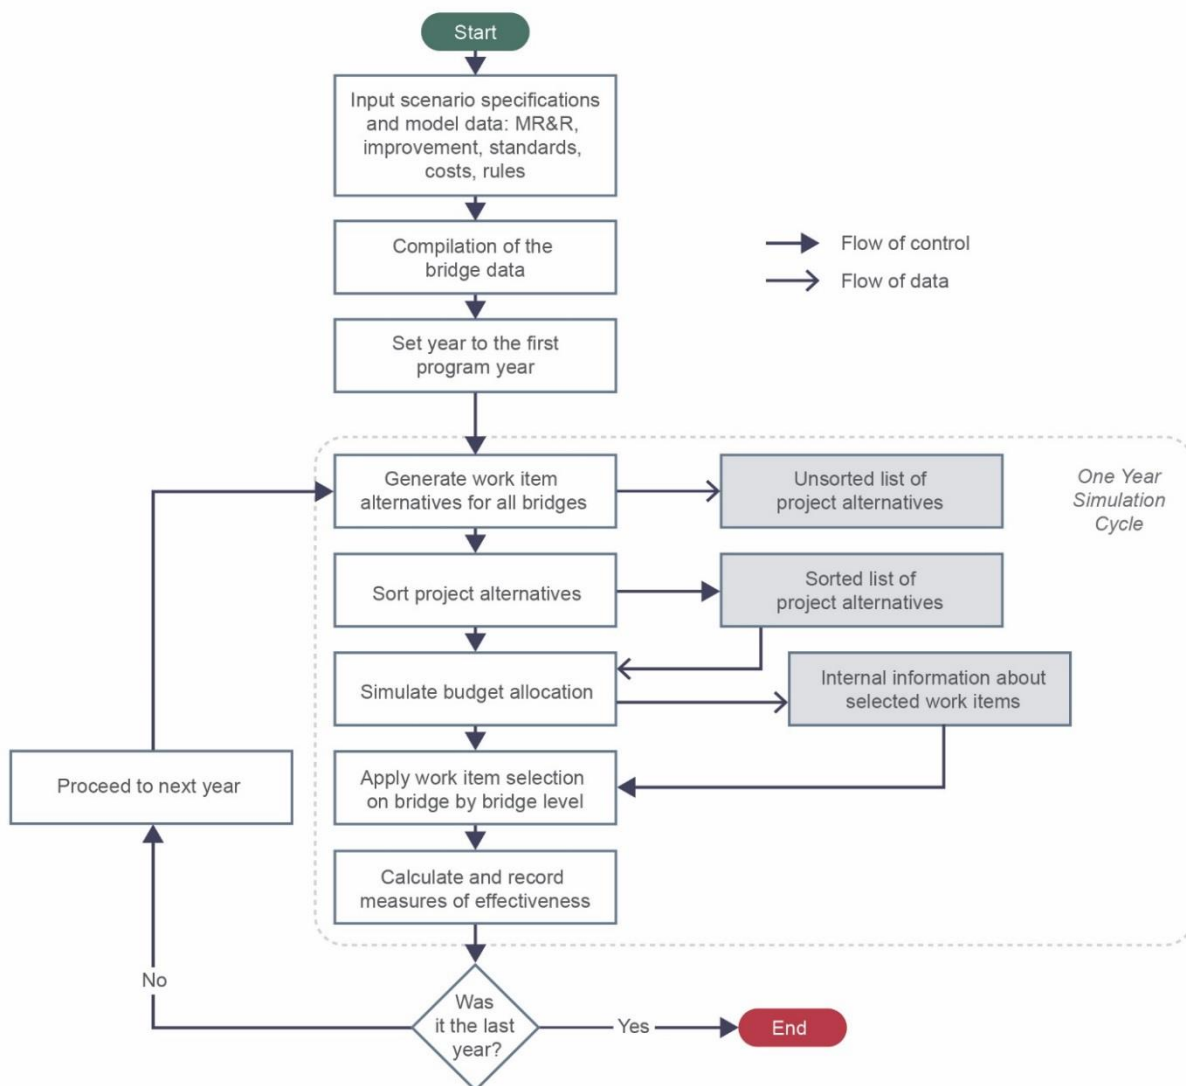 Start
Input scenario specifications
and model data: MR&R,
improvement, standards,
costs, rules
Compilation of the
bridge data
Flow of control
Flow of data
Set year to the first
program year
Generate work item
alternatives for all bridges
Unsorted list of
project alternatives
One Year
Simulation
Cycle
Sort project alternatives
Sorted list of
project alternatives
Simulate budget allocation
Internal information about
selected work items
Proceed to next year
Apply work item selection
on bridge by bridge level
Calculate and record
measures of effectiveness
No
Was
it the last
year?
Yes
End